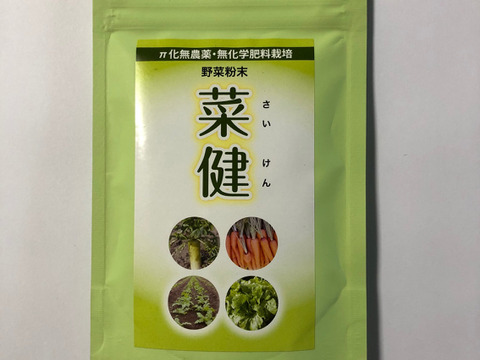 π化無農薬・無化学肥料栽培
野菜粉末
菜健
さいけん